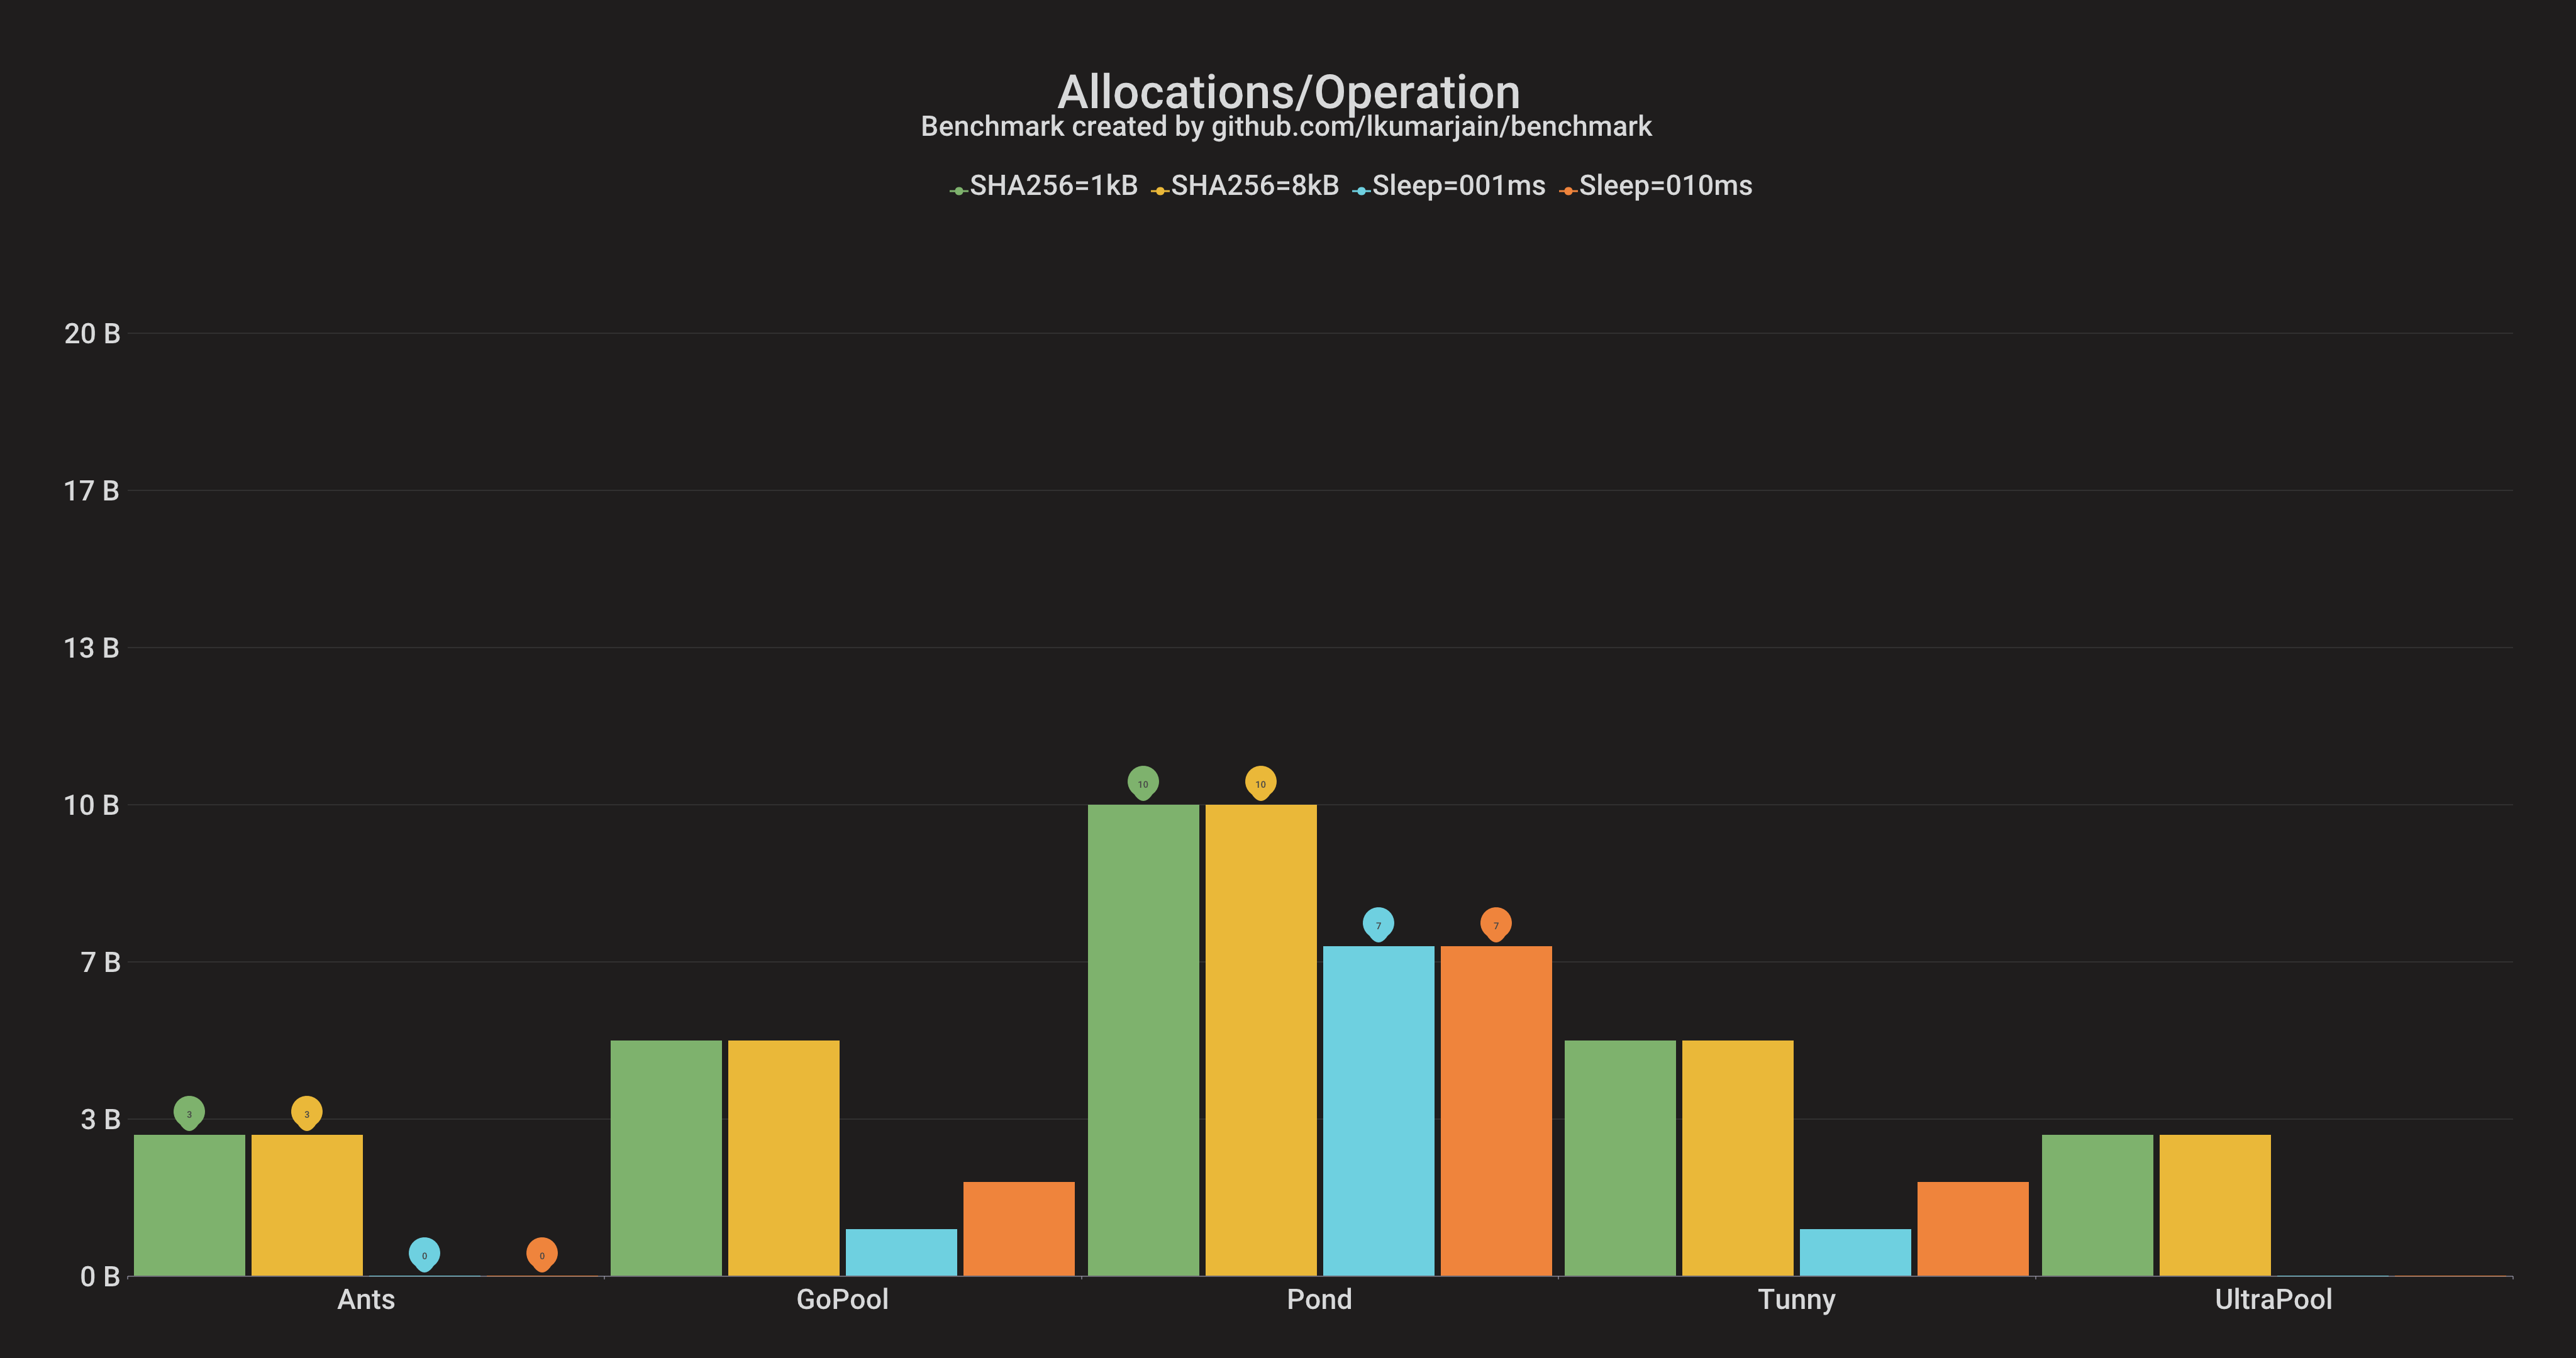 Allocations/Operation
Benchmark created by github.com/lkumarjain/benchmark
SHA256=1kB SHA256=8kB Sleep=001ms Sleep=010ms
20 B
17 B
13 B
10 B
10 10
7 B
7 7
3 B
3 3
0 0
0 B
Ants GoPool Pond Tunny UltraPool